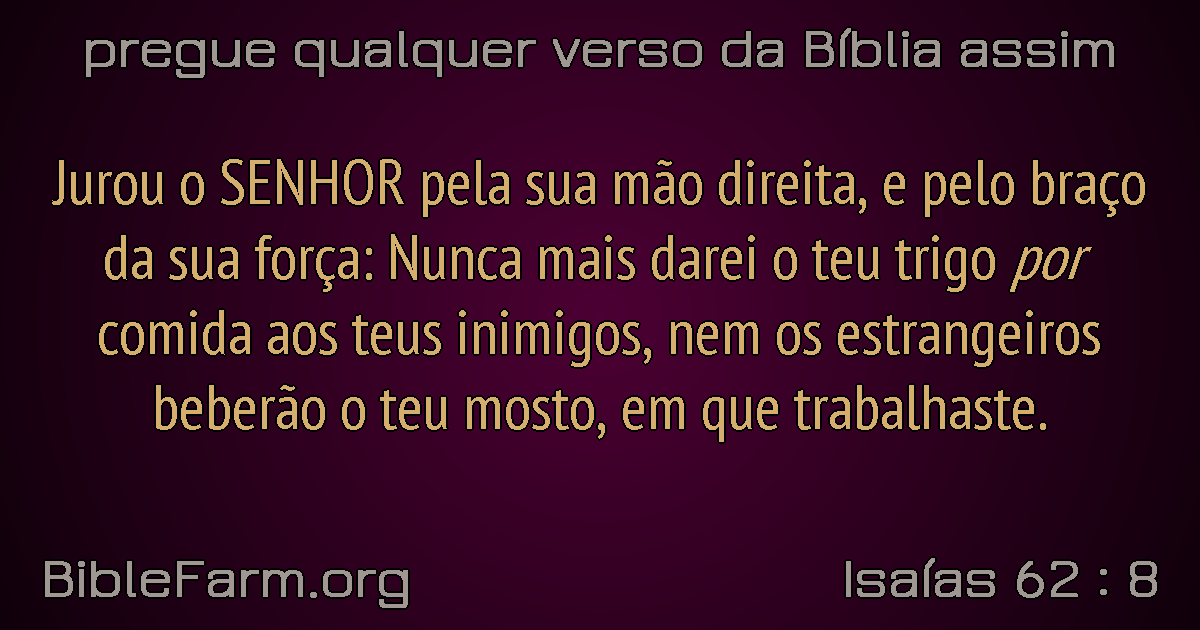 pregue qualquer verso da Bíblia assim
Jurou o SENHOR pela sua mão direita, e pelo braço
da sua força: Nunca mais darei o teu trigo por
comida aos teus inimigos, nem os estrangeiros
beberão o teu mosto, em que trabalhaste.
BibleFarm.org
Isaías 62 : 8